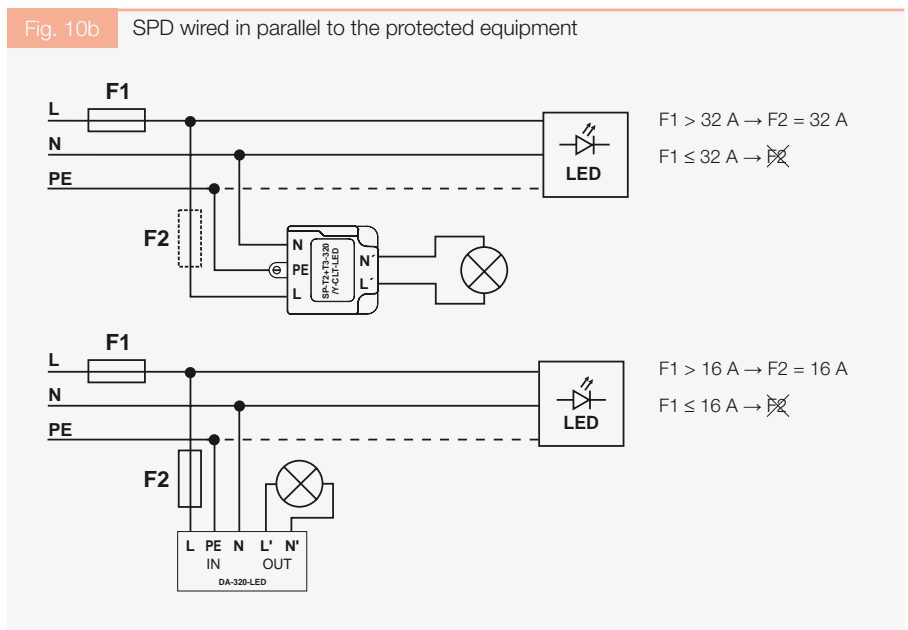 Fig. 10b SPD wired in parallel to the protected equipment
F1
L
N
PE
F2
LED
F1 > 32 A → F2 = 32 A
F1 ≤ 32 A → F2
N
PE
L
SP-T2+T3-320
/Y-CLT-LED
N´
L´
F1
L
N
PE
F2
LED
F1 > 16 A → F2 = 16 A
F1 ≤ 16 A → F2
L PE N L' N'
IN OUT
DA-320-LED